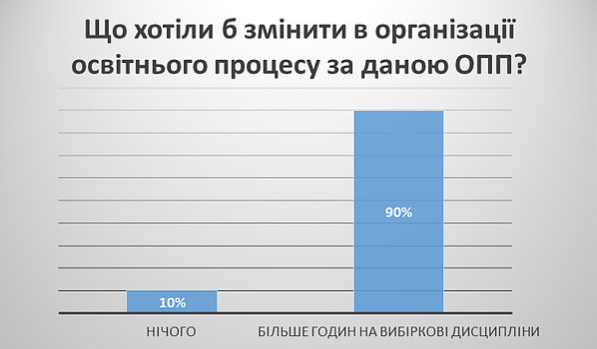 Що хотіли б змінити в організації
освітнього процесу за даною ОПП?
90%
10%
НІЧОГО
БІЛЬШЕ ГОДИН НА ВИБІРКОВІ ДИСЦИПЛІНИ